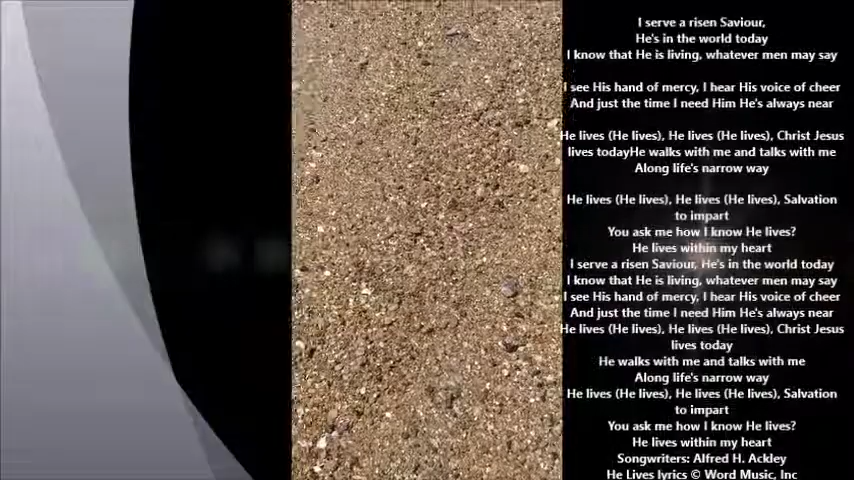 I serve a risen Saviour,
He's in the world today
I know that He is living, whatever men may say
I see His hand of mercy, I hear His voice of cheer
And just the time I need Him He's always near
He lives (He lives), He lives (He lives), Christ Jesus
lives todayHe walks with me and talks with me
Along life's narrow way
He lives (He lives), He lives (He lives), Salvation
to impart
You ask me how I know He lives?
He lives within my heart
I serve a risen Saviour, He's in the world today
I know that He is living, whatever men may say
I see His hand of mercy, I hear His voice of cheer
And just the time I need Him He's always near
He lives (He lives), He lives (He lives), Christ Jesus
lives today
He walks with me and talks with me
Along life's narrow way
He lives (He lives), He lives (He lives), Salvation
to impart
You ask me how I know He lives?
He lives within my heart
Songwriters: Alfred H. Ackley
He Lives lyrics © Word Music, Inc